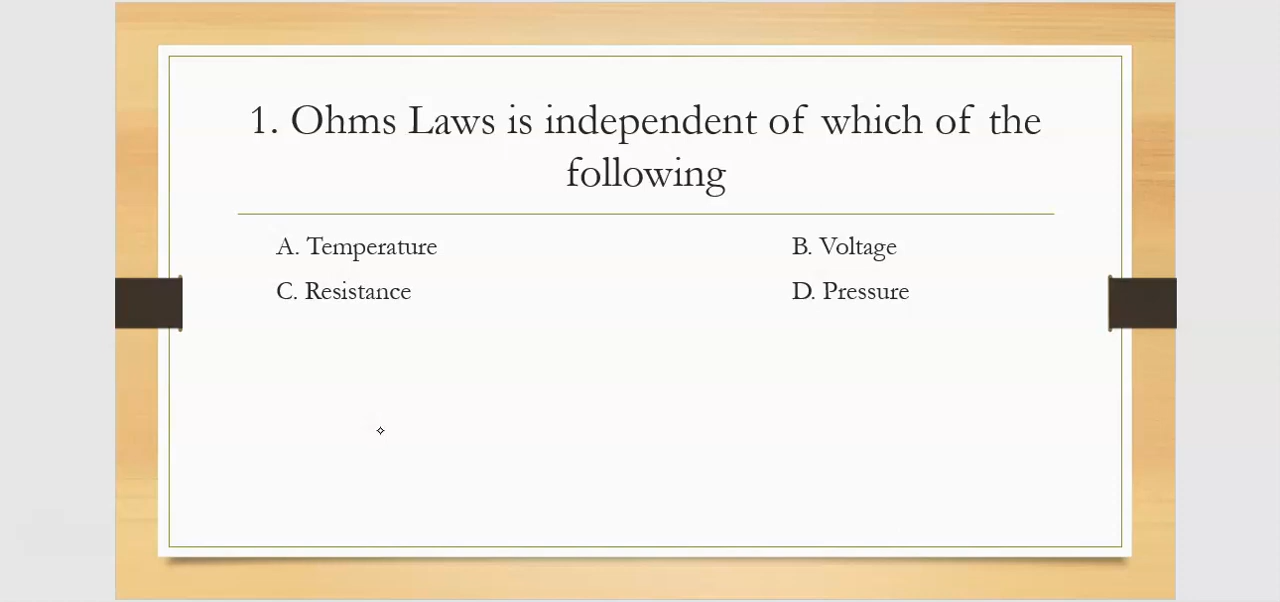 1. Ohms Laws is independent of which of the
following
A. Temperature B. Voltage
C. Resistance D. Pressure